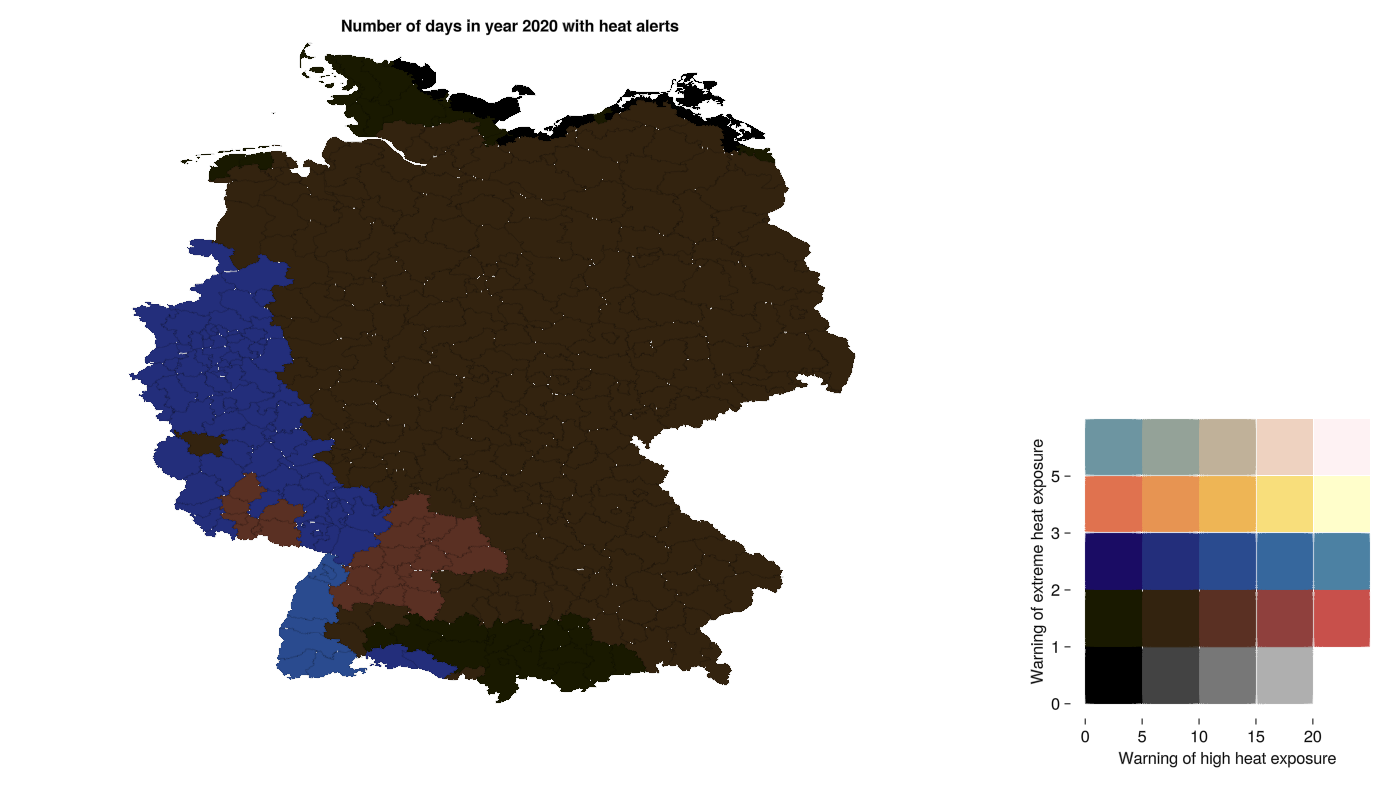 Number of days in year 2020 with heat alerts
Warning of extreme heat exposure
5
3
2
1
0
0 5 10 15 20
Warning of high heat exposure